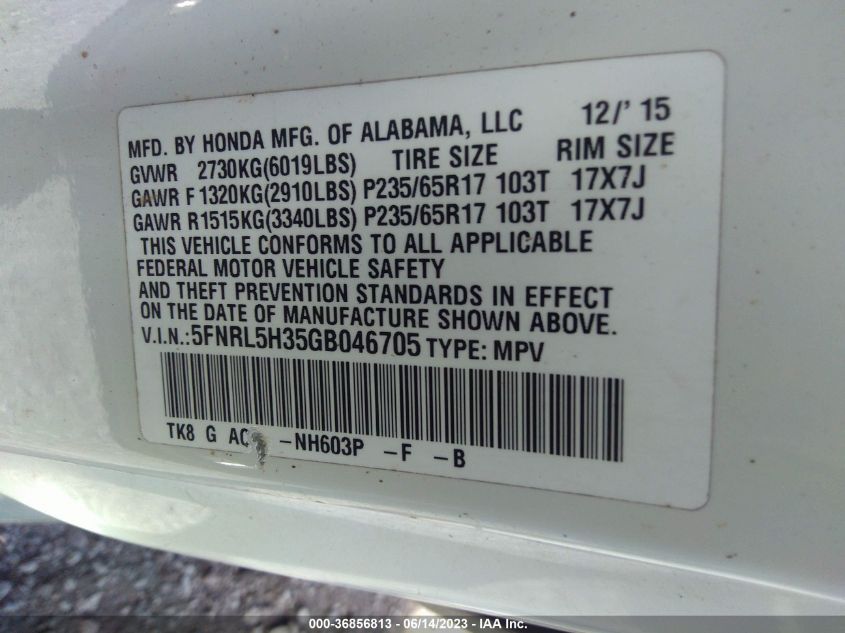 MFD. BY HONDA MFG. OF ALABAMA, LLC 12/' 15
GVWR 2730KG(6019LBS) TIRE SIZE RIM SIZE
GAWR F 1320KG(2910LBS) P235/65R17 103T 17X7J
GAWR R1515KG(3340LBS) P235/65R17 103T 17X7J
THIS VEHICLE CONFORMS TO ALL APPLICABLE
FEDERAL MOTOR VEHICLE SAFETY
AND THEFT PREVENTION STANDARDS IN EFFECT
ON THE DATE OF MANUFACTURE SHOWN ABOVE.
V.I.N.:5FNRL5H35GB046705 TYPE: MPV
TK8 G -NH603P -F -B
000-36856813 - 06/14/2023 - IAA Inc.